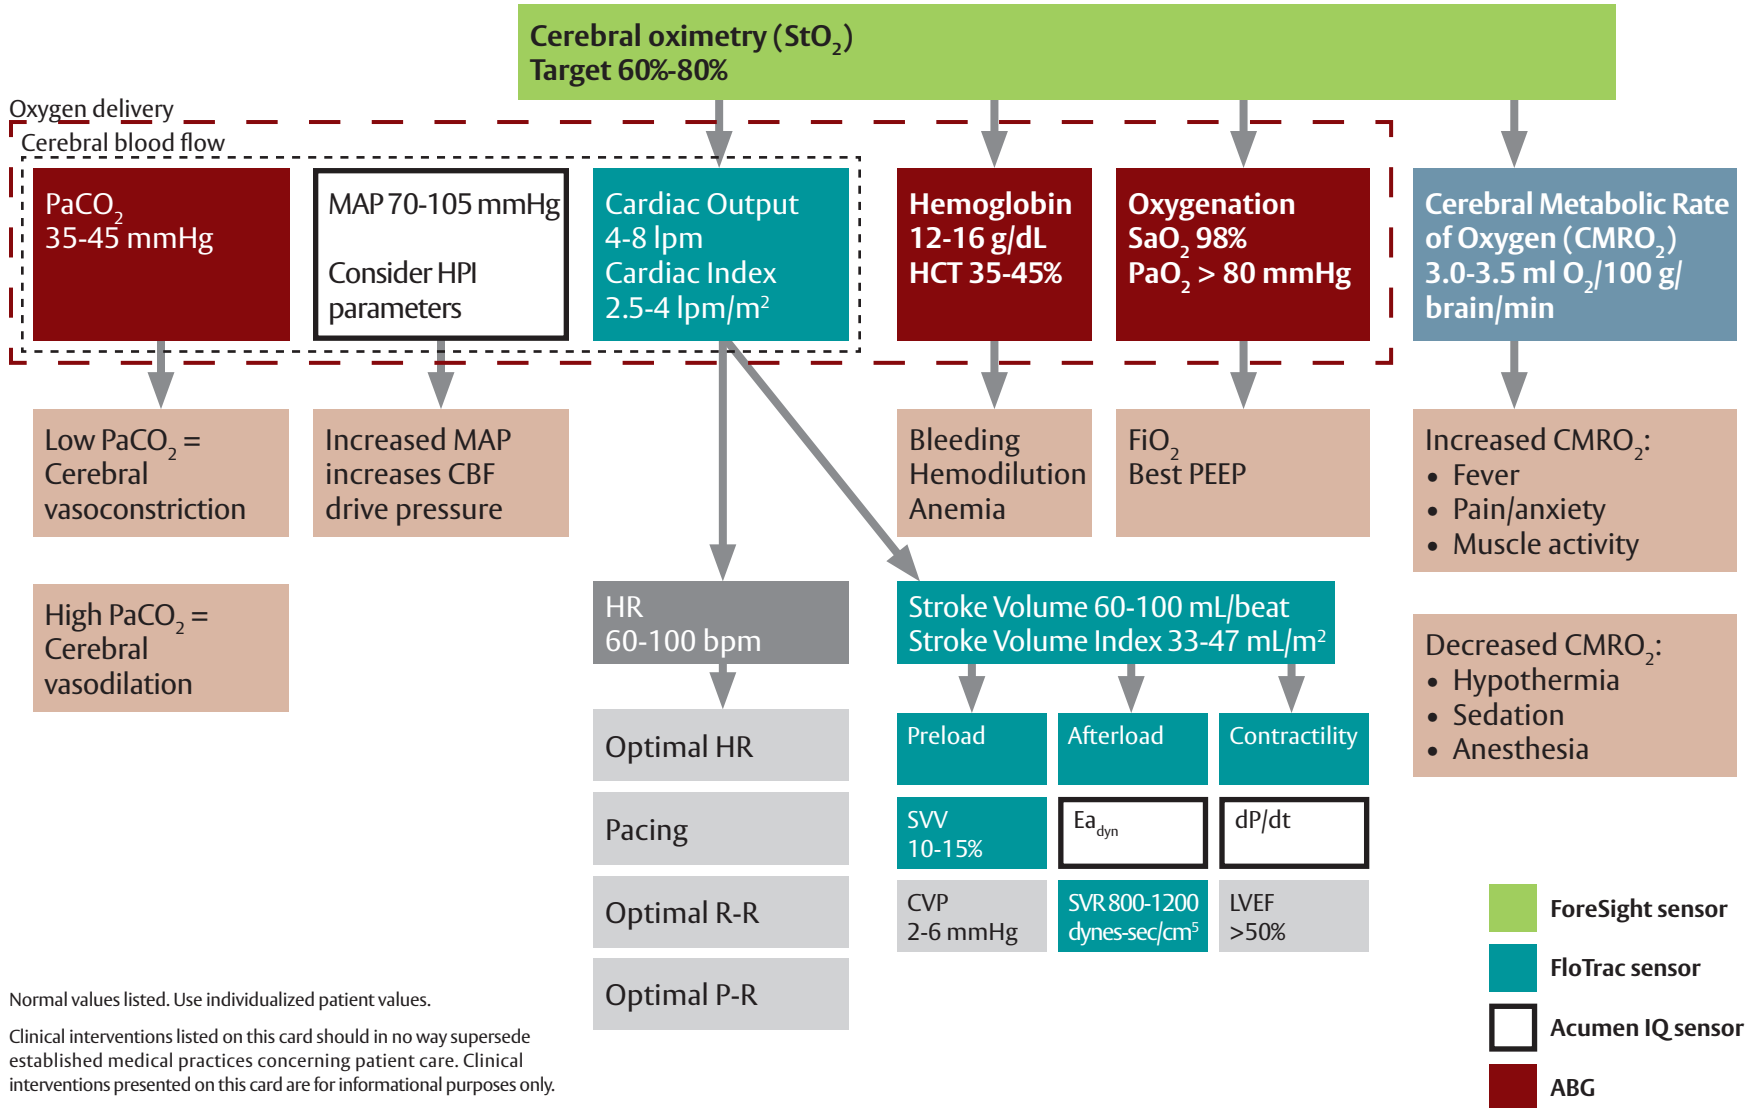 Cerebral oximetry (StO₂)
Target 60%-80%
Oxygen delivery
Cerebral blood flow
PaCO₂
35-45 mmHg
MAP 70-105 mmHg
Consider HPI
parameters
Cardiac Output
4-8 lpm
Cardiac Index
2.5-4 lpm/m²
Hemoglobin
12-16 g/dL
HCT 35-45%
Oxygenation
SaO₂ 98%
PaO₂ > 80 mmHg
Cerebral Metabolic Rate
of Oxygen (CMRO₂)
3.0-3.5 ml O₂/100 g/
brain/min
Low PaCO₂ =
Cerebral
vasoconstriction
Increased MAP
increases CBF
drive pressure
Bleeding
Hemodilution
Anemia
FiO₂
Best PEEP
Increased CMRO₂:
• Fever
• Pain/anxiety
• Muscle activity
High PaCO₂ =
Cerebral
vasodilation
HR
60-100 bpm
Stroke Volume 60-100 mL/beat
Stroke Volume Index 33-47 mL/m²
Decreased CMRO₂:
• Hypothermia
• Sedation
• Anesthesia
Optimal HR
Pacing
Optimal R-R
Optimal P-R
Preload
Afterload
Contractility
SVV
10-15%
Ea dyn
dP/dt
CVP
2-6 mmHg
SVR 800-1200
dynes-sec/cm⁵
LVEF
>50%
ForeSight sensor
FloTrac sensor
Acumen IQ sensor
ABG
Normal values listed. Use individualized patient values.
Clinical interventions listed on this card should in no way supersede
established medical practices concerning patient care. Clinical
interventions presented on this card are for informational purposes only.